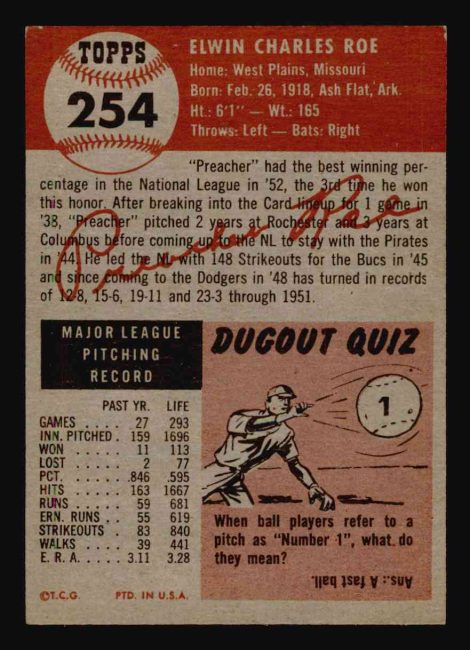 TOPPS
254
ELWIN CHARLES ROE
Home: West Plains, Missouri
Born: Feb. 26, 1918, Ash Flat, Ark.
Ht.: 6'1" — Wt.: 165
Throws: Left — Bats: Right
"Preacher" had the best winning per-
centage in the National League in '52, the 3rd time he won
this honor. After breaking into the Card lineup for 1 game in
'38, "Preacher" pitched 2 years at Rochester and 3 years at
Columbus before coming up to the NL to stay with the Pirates
in '44. He led the NL with 148 Strikeouts for the Bucs in '45
and since coming to the Dodgers in '48 has turned in records
of 12-8, 15-6, 19-11 and 23-3 through 1951.
Preacher Roe
MAJOR LEAGUE
PITCHING
RECORD
PAST YR. LIFE
GAMES . . . . 27 293
INN. PITCHED . 159 1696
WON . . . . . 11 113
LOST . . . . . 2 77
PCT. . . . . . .846 .595
HITS . . . . . 163 1667
RUNS . . . . . 59 681
ERN. RUNS . . 55 619
STRIKEOUTS . . 83 840
WALKS . . . . 39 441
E. R. A. . . . . 3.11 3.28
©T.C.G. PTD. IN U.S.A.
DUGOUT QUIZ
1
When ball players refer to a
pitch as "Number 1", what do
they mean?
Ans.: A fast ball.